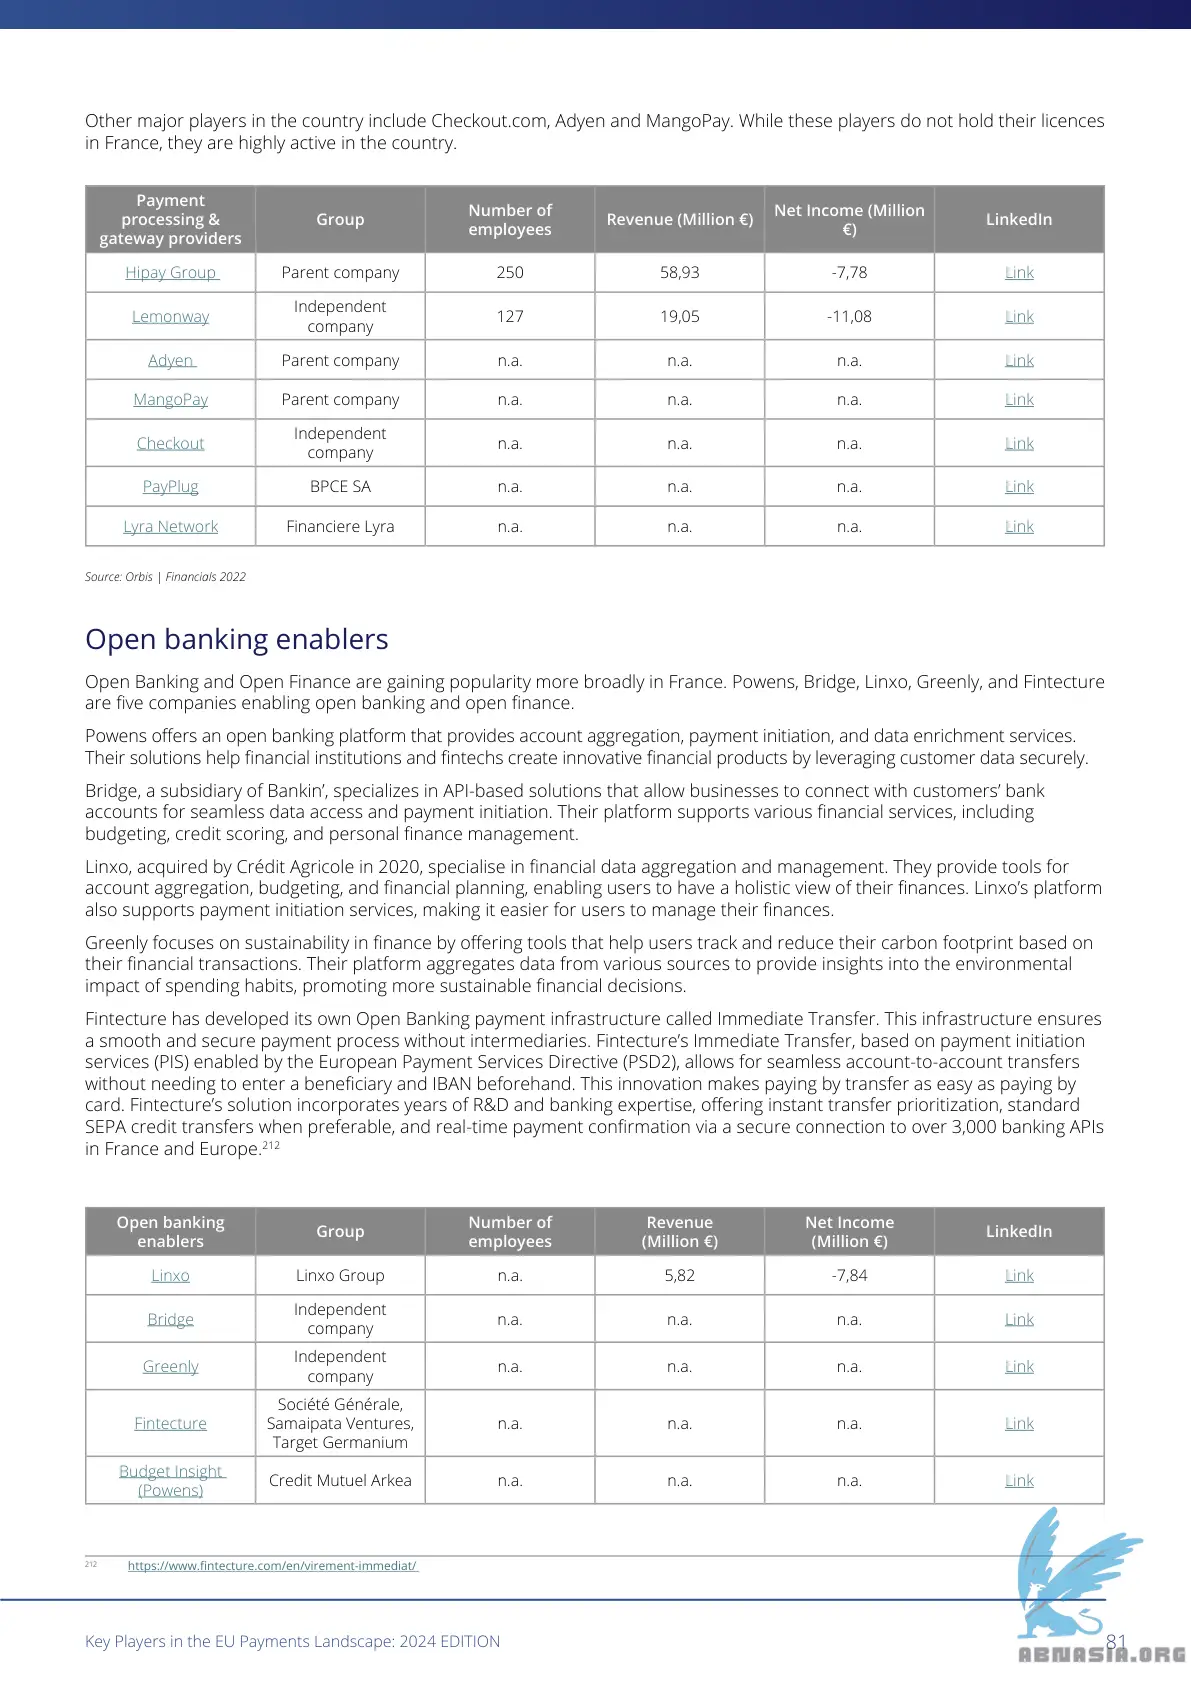 Other major players in the country include Checkout.com, Adyen and MangoPay. While these players do not hold their licences
in France, they are highly active in the country.
Payment processing & gateway providers Group Number of employees Revenue (Million €) Net Income (Million €) LinkedIn
Hipay Group Parent company 250 58,93 -7,78 Link
Lemonway Independent company 127 19,05 -11,08 Link
Adyen Parent company n.a. n.a. n.a. Link
MangoPay Parent company n.a. n.a. n.a. Link
Checkout Independent company n.a. n.a. n.a. Link
PayPlug BPCE SA n.a. n.a. n.a. Link
Lyra Network Financiere Lyra n.a. n.a. n.a. Link
Source: Orbis | Financials 2022
Open banking enablers
Open Banking and Open Finance are gaining popularity more broadly in France. Powens, Bridge, Linxo, Greenly, and Fintecture
are five companies enabling open banking and open finance.
Powens offers an open banking platform that provides account aggregation, payment initiation, and data enrichment services.
Their solutions help financial institutions and fintechs create innovative financial products by leveraging customer data securely.
Bridge, a subsidiary of Bankin’, specializes in API-based solutions that allow businesses to connect with customers’ bank
accounts for seamless data access and payment initiation. Their platform supports various financial services, including
budgeting, credit scoring, and personal finance management.
Linxo, acquired by Crédit Agricole in 2020, specialise in financial data aggregation and management. They provide tools for
account aggregation, budgeting, and financial planning, enabling users to have a holistic view of their finances. Linxo’s platform
also supports payment initiation services, making it easier for users to manage their finances.
Greenly focuses on sustainability in finance by offering tools that help users track and reduce their carbon footprint based on
their financial transactions. Their platform aggregates data from various sources to provide insights into the environmental
impact of spending habits, promoting more sustainable financial decisions.
Fintecture has developed its own Open Banking payment infrastructure called Immediate Transfer. This infrastructure ensures
a smooth and secure payment process without intermediaries. Fintecture’s Immediate Transfer, based on payment initiation
services (PIS) enabled by the European Payment Services Directive (PSD2), allows for seamless account-to-account transfers
without needing to enter a beneficiary and IBAN beforehand. This innovation makes paying by transfer as easy as paying by
card. Fintecture’s solution incorporates years of R&D and banking expertise, offering instant transfer prioritization, standard
SEPA credit transfers when preferable, and real-time payment confirmation via a secure connection to over 3,000 banking APIs
in France and Europe.212
Open banking enablers Group Number of employees Revenue (Million €) Net Income (Million €) LinkedIn
Linxo Linxo Group n.a. 5,82 -7,84 Link
Bridge Independent company n.a. n.a. n.a. Link
Greenly Independent company n.a. n.a. n.a. Link
Fintecture Société Générale, Samaipata Ventures, Target Germanium n.a. n.a. n.a. Link
Budget Insight (Powens) Credit Mutuel Arkea n.a. n.a. n.a. Link
212 https://www.fintecture.com/en/virement-immediat/
Key Players in the EU Payments Landscape: 2024 EDITION 81
ABNASIA.ORG